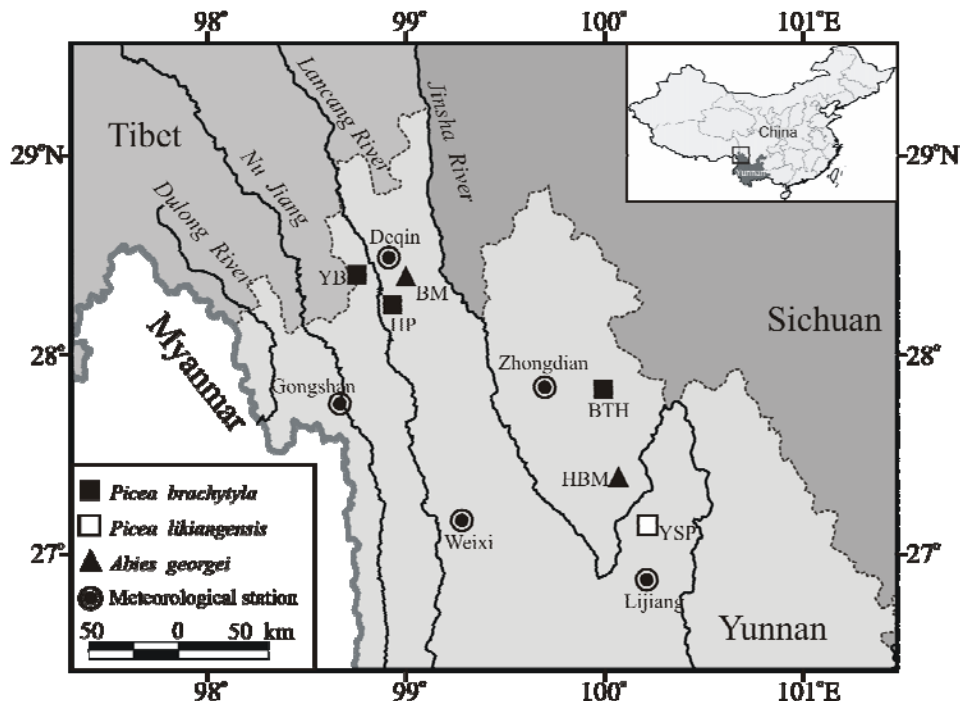 98° 99° 100° 101°
29°N 29°
28° 28°
27° 27°
98° 99° 100° 101°E
Tibet
Dulong River
Nu Jiang
Lancang River
Jinsha River
China
Yunnan
Deqin
YB
BM
HP
Sichuan
Myanmar
Gongshan
Zhongdian
BTH
HBM
YSP
Weixi
Lijiang
Yunnan
Picea brachytyla
Picea likiangensis
Abies georgei
Meteorological station
50 0 50 km